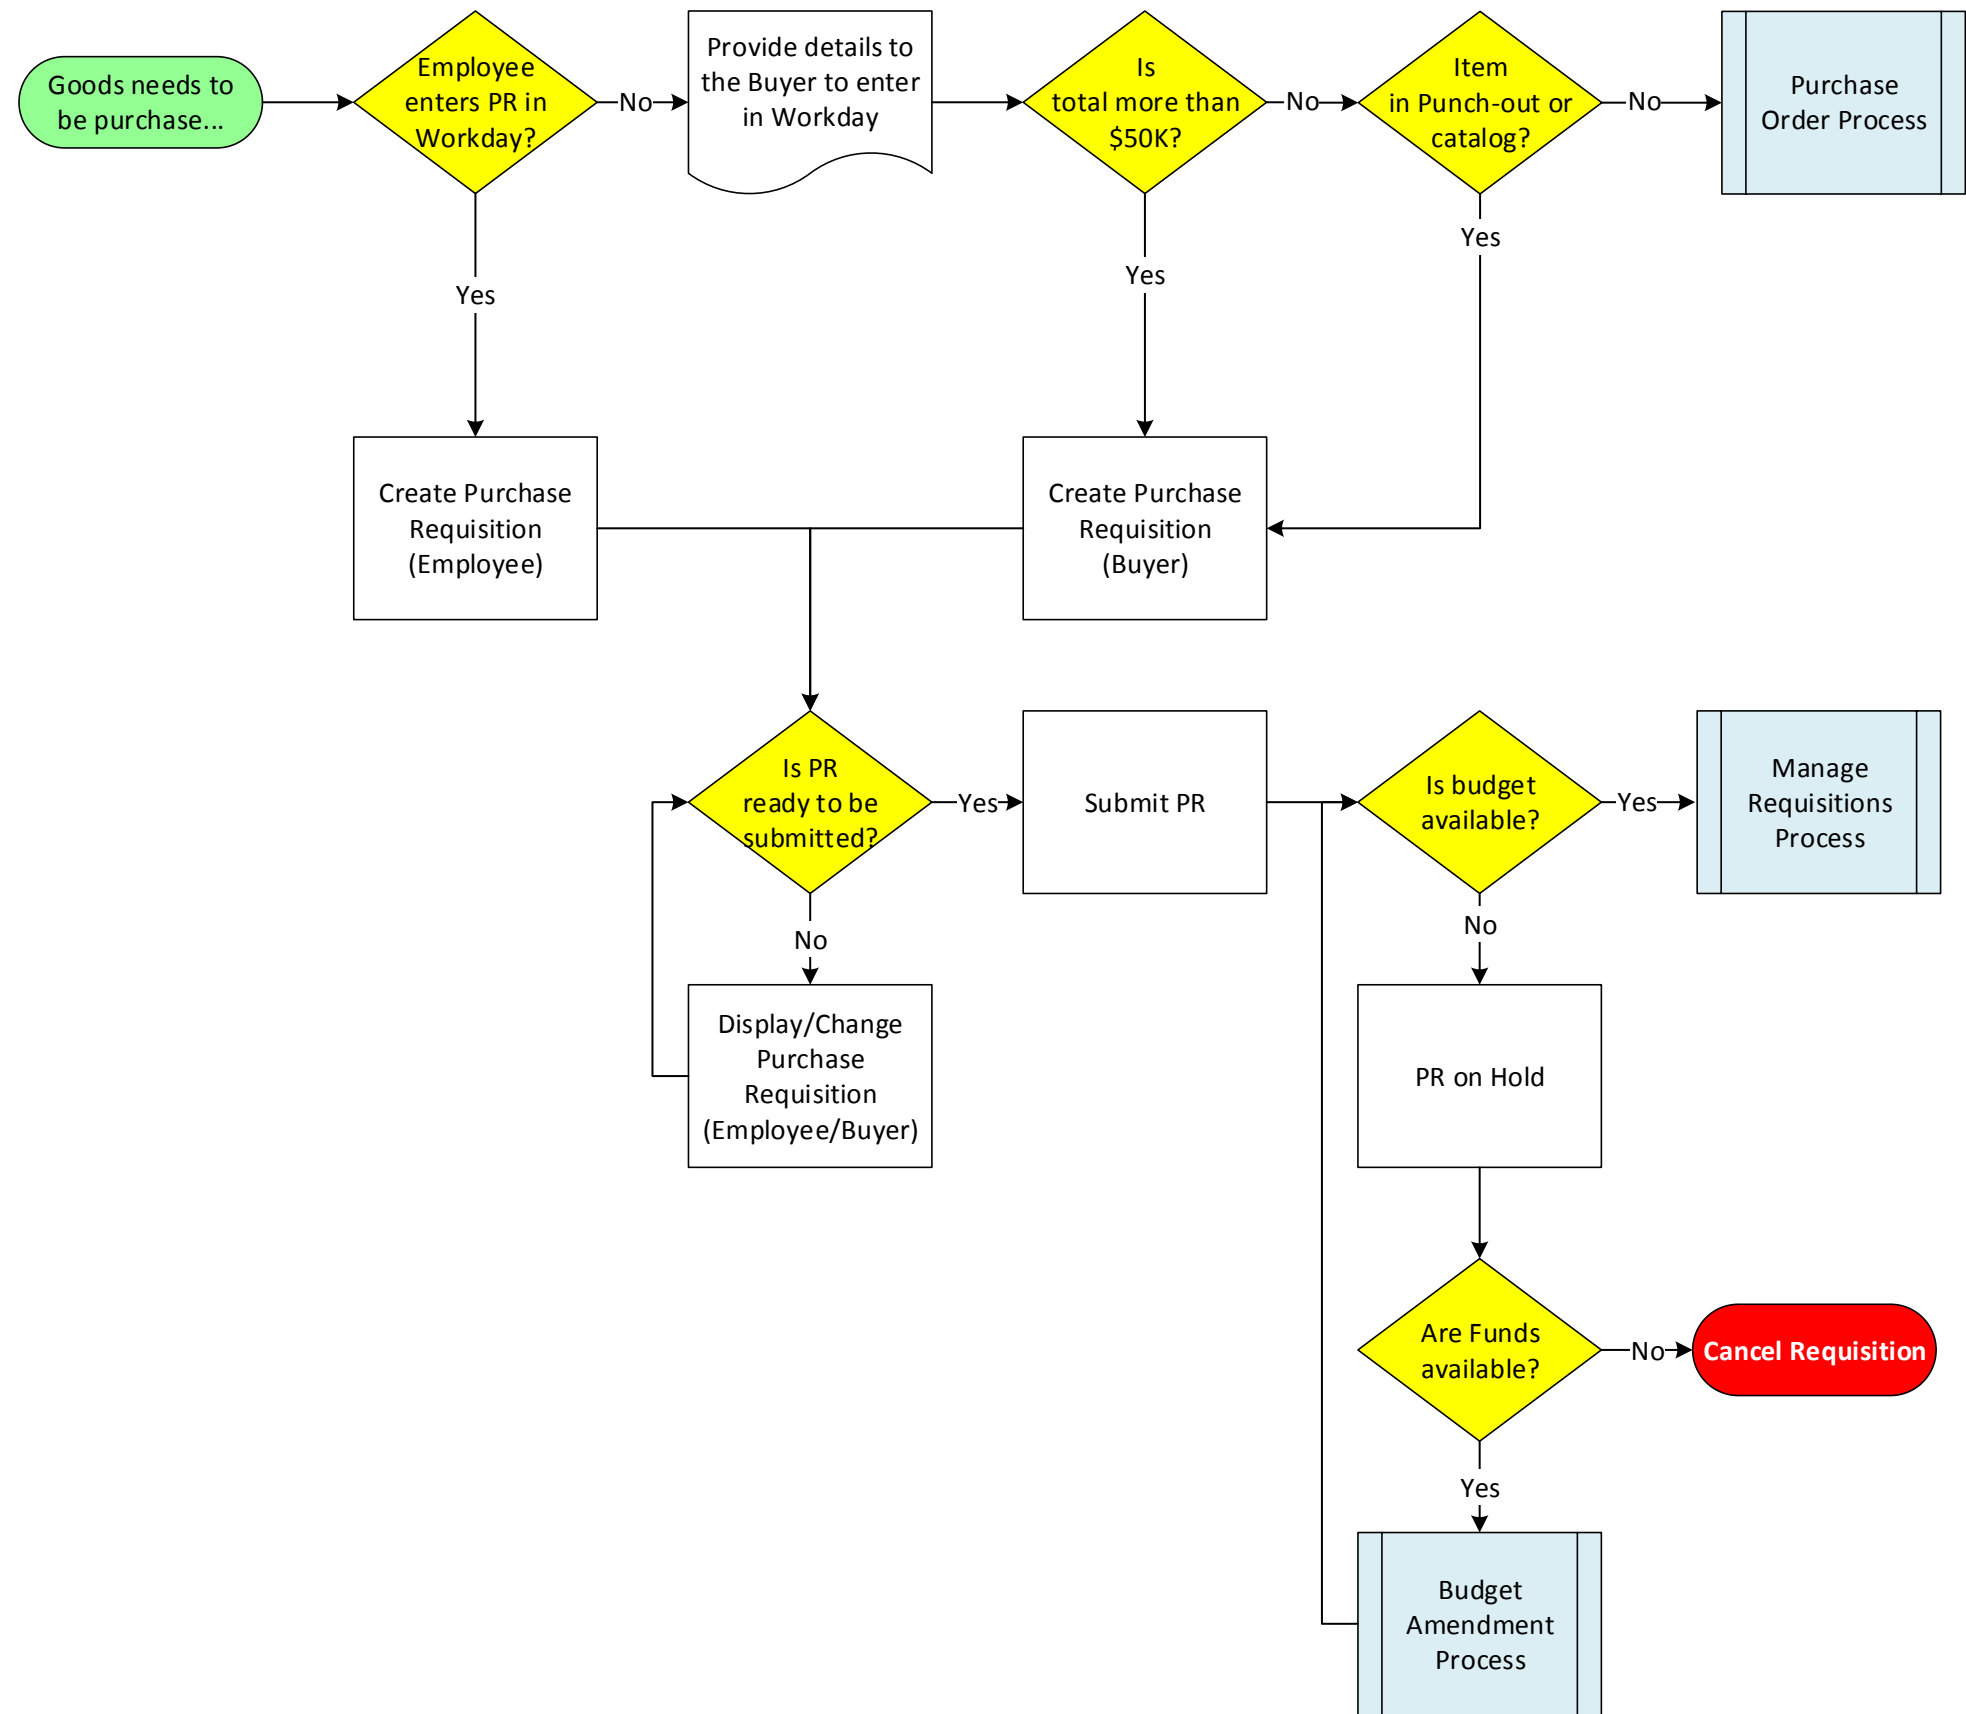 Goods needs to
be purchase...
Employee
enters PR in
Workday?
No
Provide details to
the Buyer to enter
in Workday
Is
total more than
$50K?
No
Item
in Punch-out or
catalog?
No
Purchase
Order Process
Yes
Yes
Yes
Create Purchase
Requisition
(Employee)
Create Purchase
Requisition
(Buyer)
Is PR
ready to be
submitted?
Yes
Submit PR
Is budget
available?
Yes
Manage
Requisitions
Process
No
No
Display/Change
Purchase
Requisition
(Employee/Buyer)
PR on Hold
Are Funds
available?
No
Cancel Requisition
Yes
Budget
Amendment
Process